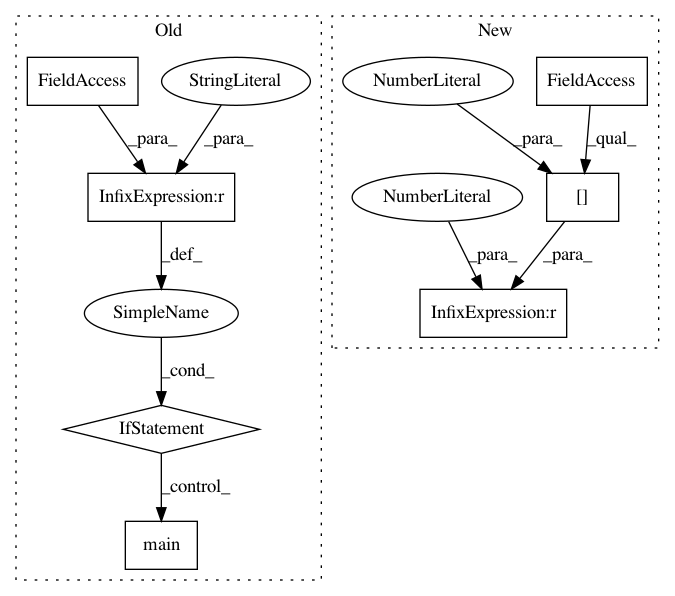 Old
New
FieldAccess
StringLiteral
NumberLiteral
FieldAccess
_para_
_para_
_para_
_qual_
InfixExpression:r
NumberLiteral
[]
_def_
_para_
_para_
SimpleName
InfixExpression:r
_cond_
IfStatement
_control_
main